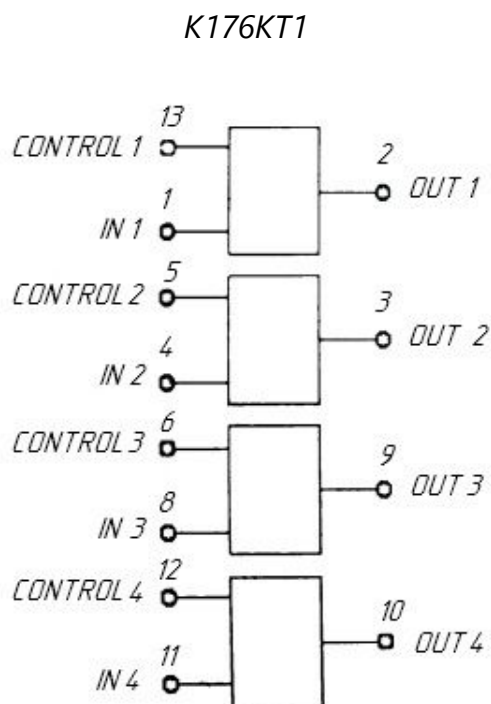 K176KT1
13
CONTROL 1
2
OUT 1
1
IN 1
5
CONTROL 2
3
OUT 2
4
IN 2
6
CONTROL 3
9
OUT 3
8
IN 3
12
CONTROL 4
10
OUT 4
11
IN 4